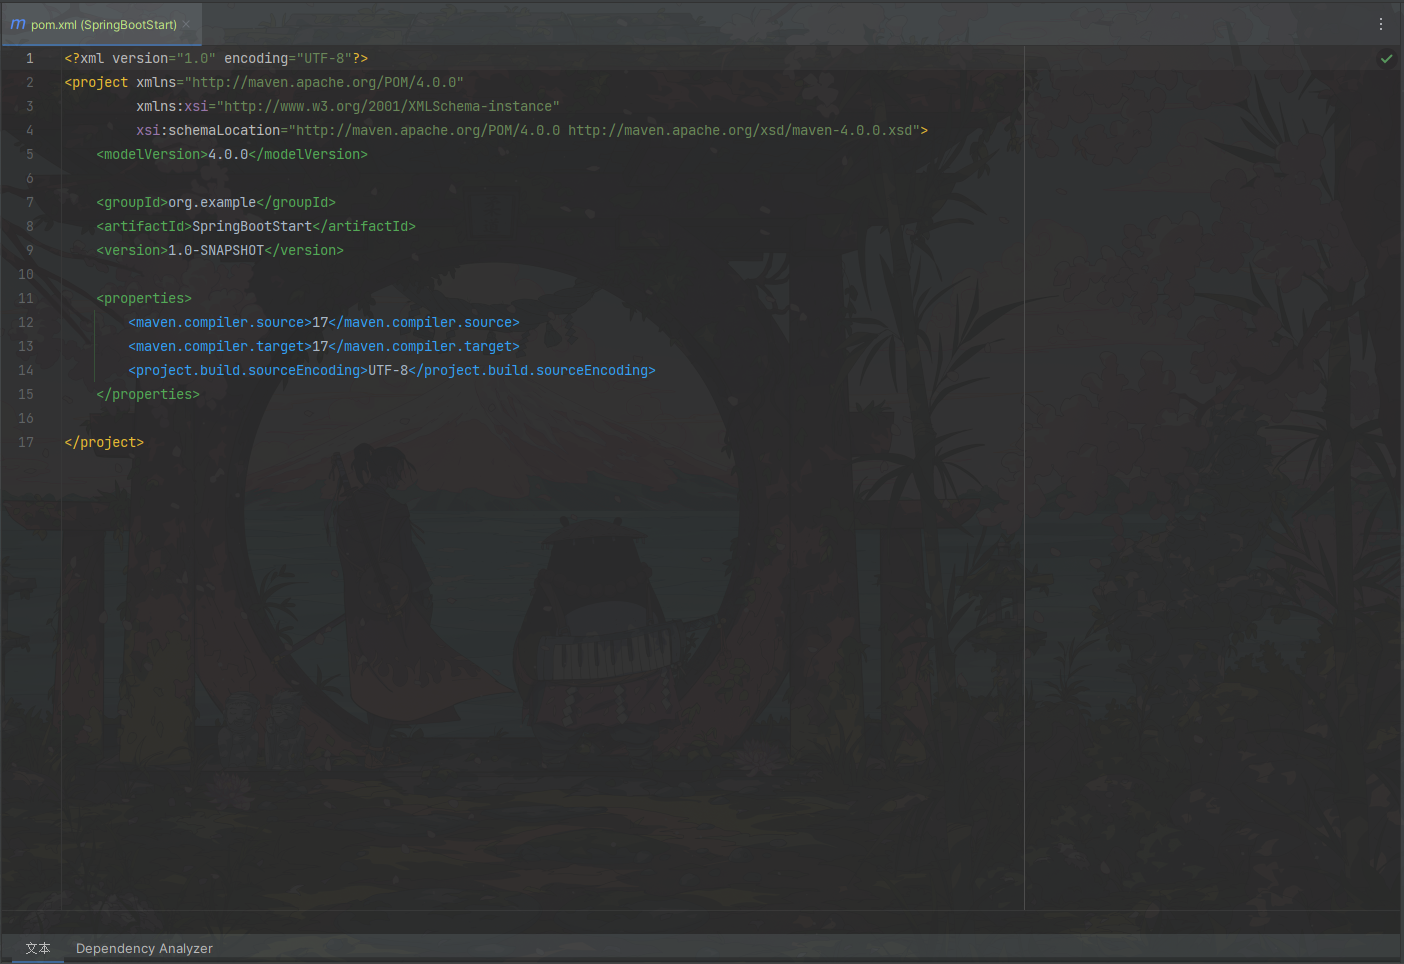 m pom.xml (SpringBootStart)
1 <?xml version="1.0" encoding="UTF-8"?>
2 <project xmlns="http://maven.apache.org/POM/4.0.0"
3          xmlns:xsi="http://www.w3.org/2001/XMLSchema-instance"
4          xsi:schemaLocation="http://maven.apache.org/POM/4.0.0 http://maven.apache.org/xsd/maven-4.0.0.xsd">
5     <modelVersion>4.0.0</modelVersion>
6
7     <groupId>org.example</groupId>
8     <artifactId>SpringBootStart</artifactId>
9     <version>1.0-SNAPSHOT</version>
10
11     <properties>
12         <maven.compiler.source>17</maven.compiler.source>
13         <maven.compiler.target>17</maven.compiler.target>
14         <project.build.sourceEncoding>UTF-8</project.build.sourceEncoding>
15     </properties>
16
17 </project>
文本 Dependency Analyzer